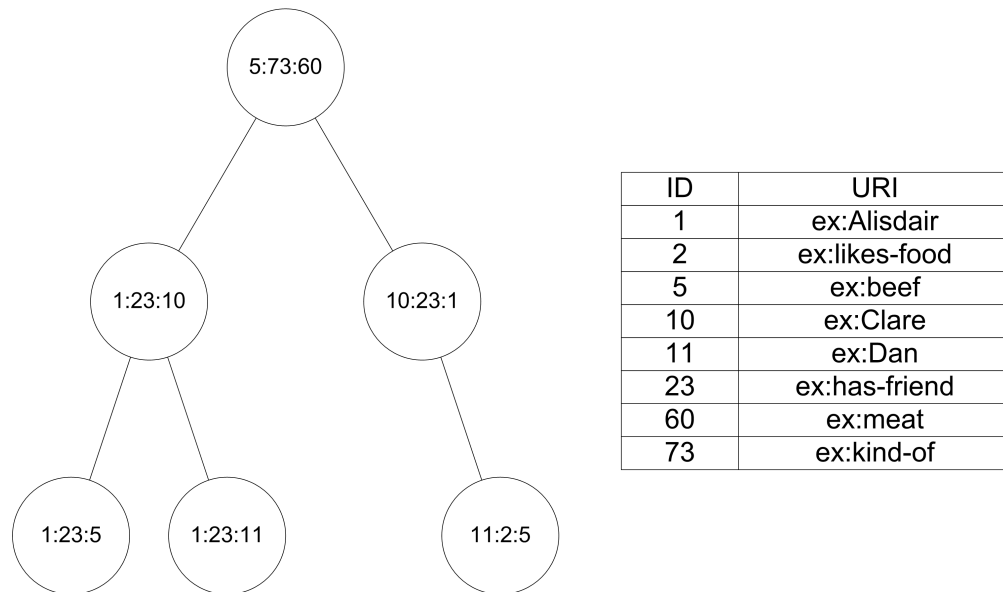 5:73:60
1:23:10
10:23:1
1:23:5
1:23:11
11:2:5
ID URI
1 ex:Alisdair
2 ex:likes-food
5 ex:beef
10 ex:Clare
11 ex:Dan
23 ex:has-friend
60 ex:meat
73 ex:kind-of